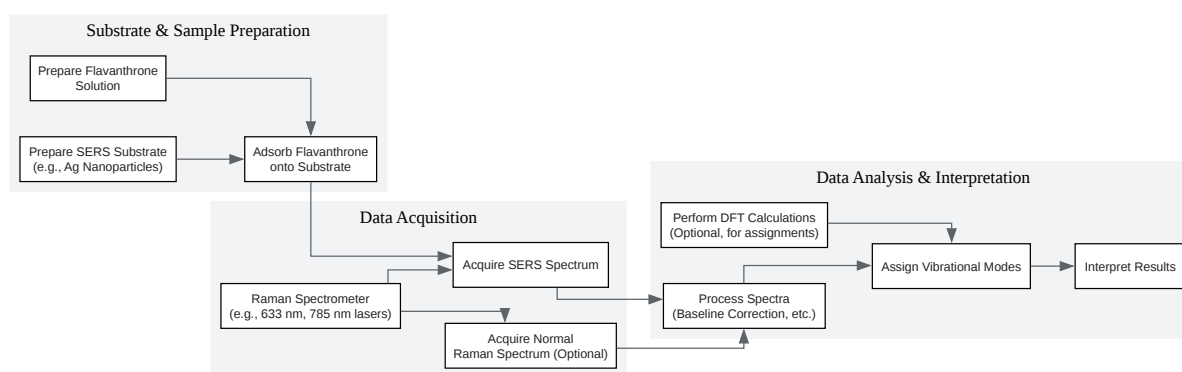 Substrate & Sample Preparation
Prepare Flavanthrone
Solution
Prepare SERS Substrate
(e.g., Ag Nanoparticles)
Adsorb Flavanthrone
onto Substrate
Data Acquisition
Acquire SERS Spectrum
Raman Spectrometer
(e.g., 633 nm, 785 nm lasers)
Acquire Normal
Raman Spectrum (Optional)
Data Analysis & Interpretation
Perform DFT Calculations
(Optional, for assignments)
Assign Vibrational Modes
Interpret Results
Process Spectra
(Baseline Correction, etc.)